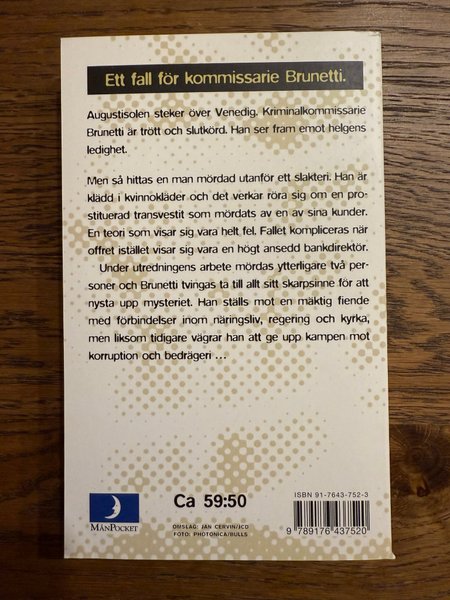 Ett fall för kommissarie Brunetti.
Augustisolen steker över Venedig. Kriminalkommissarie
Brunetti är trött och slutkörd. Han ser fram emot helgens
ledighet.
Men så hittas en man mördad utanför ett slakteri. Han är
klädd i kvinnokläder och det verkar röra sig om en pro-
stituerad transvestit som mördats av en av sina kunder.
En teori som visar sig vara helt fel. Fallet kompliceras när
offret istället visar sig vara en högt ansedd bankdirektör.
Under utredningens arbete mördas ytterligare två per-
soner och Brunetti tvingas ta till allt sitt skarpsinne för att
nysta upp mysteriet. Han ställs mot en mäktig fiende
med förbindelser inom näringsliv, regering och kyrka,
men liksom tidigare vägrar han att ge upp kampen mot
korruption och bedrägeri ...
MÅNPOCKET
Ca 59:50
OMSLAG: JAN CERVIN/JCD
FOTO: PHOTONICA/BULLS
ISBN 91-7643-752-3
9 789176 437520